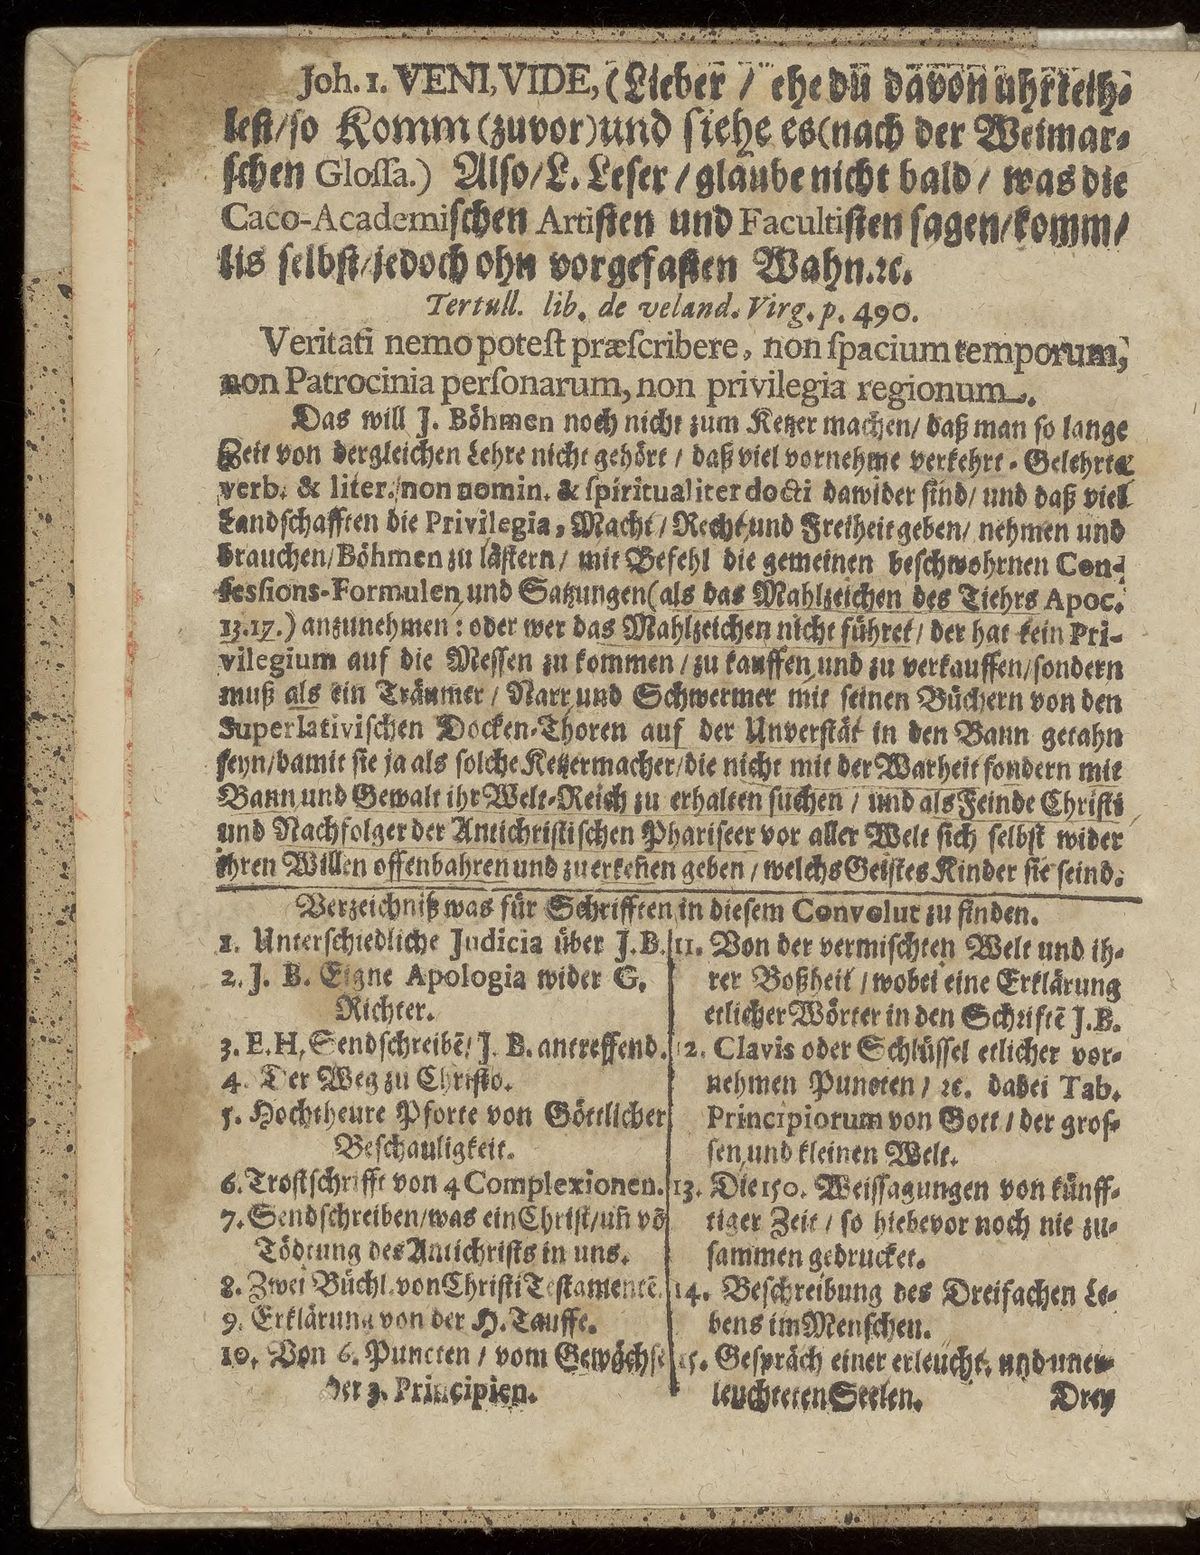 Joh. 1. VENI, VIDE, (Lieber / ehe du davon uhrteih-
lest/so Komm (zuvor) und siehe es (nach der Weimar-
schen Glossa.) Also/L. Leser / glaube nicht bald / was die
Caco-Academischen Artisten und Facultisten sagen/komm/
lis selbst/jedoch ohn vorgefasten Wahn.ꝛc.
Tertull. lib. de veland. Virg. p. 490.
Veritati nemo potest præscribere, non spacium temporum,
non Patrocinia personarum, non privilegia regionum.
Das will J. Böhmen noch nicht zum Ketzer machen/ daß man so lange
Zeit von dergleichen Lehre nicht gehört / daß viel vornehme verkehrt-Gelehrte
verb. & liter./non nomin. & spiritualiter docti dawider sind/ und daß viel
Landschafften die Privilegia, Macht/ Recht und Freiheit geben/ nehmen und
brauchen/Böhmen zu lästern/ mit Befehl die gemeinen beschwohrnen Con-
fessions-Formulen und Satzungen (als das Mahlzeichen des Tiehrs Apoc.
13.17.) anzunehmen: oder wer das Mahlzeichen nicht führet/ der hat kein Pri-
vilegium auf die Messen zu kommen / zu kauffen und zu verkauffen/sondern
muß als ein Träumer / Narr und Schwermer mit seinen Büchern von den
Superlativischen Docken-Thoren auf der Unverstät in den Bann getahn
seyn/damit sie ja als solche Ketzermacher/die nicht mit der Warheit sondern mit
Bann und Gewalt ihr Welt-Reich zu erhalten suchen / und als Feinde Christi
und Nachfolger der Antichristischen Phariseer vor aller Welt sich selbst wider
ihren Willen offenbahren und zu erkeñen geben / welchs Geistes Kinder sie seind.
Verzeichniß was für Schrifften in diesem Convolut zu finden.
1. Unterschiedliche Judicia über J.B.
2. J. B. Eigne Apologia wider G.
Richter.
3. E.H. Sendschreibẽ/ J. B. antreffend.
4. Der Weg zu Christo.
5. Hochtheure Pforte von Göttlicher
Beschauligkeit.
6. Trostschrifft von 4 Complexionen.
7. Sendschreiben/was ein Christ/uñ võ
Tödtung des Antichrists in uns.
8. Zwei Büchl. von Christi Testamentẽ.
9. Erklärung von der H. Tauffe.
10. Von 6. Puncten / vom Gewächse
der 3. Principien.
11. Von der vermischten Welt und ih-
rer Boßheit / wobei eine Erklärung
etlicher Wörter in den Schriftẽ J.B.
12. Clavis oder Schlüssel etlicher vor-
nehmen Puncten / ꝛc. dabei Tab.
Principiorum von Gott / der gros-
sen und kleinen Welt.
13. Die 150. Weissagungen von künff-
tiger Zeit / so hiebevor noch nie zu-
sammen gedrucket.
14. Beschreibung des Dreifachen Le-
bens im Menschen.
15. Gespräch einer erleucht. und uner-
leuchteten Seelen.
Drey